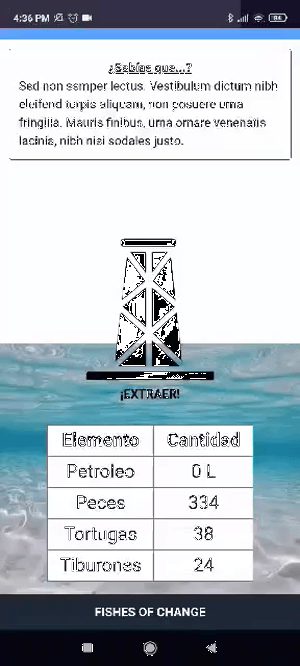 4:36 PM
84
¿Sabías que...?
Sed non semper lectus. Vestibulum dictum nibh
eleifend turpis aliquam, non posuere urna
fringilla. Mauris finibus, urna ornare venenatis
lacinia, nibh nisi sodales justo.
¡EXTRAER!
Elemento Cantidad
Petroleo 0 L
Peces 334
Tortugas 38
Tiburones 24
FISHES OF CHANGE